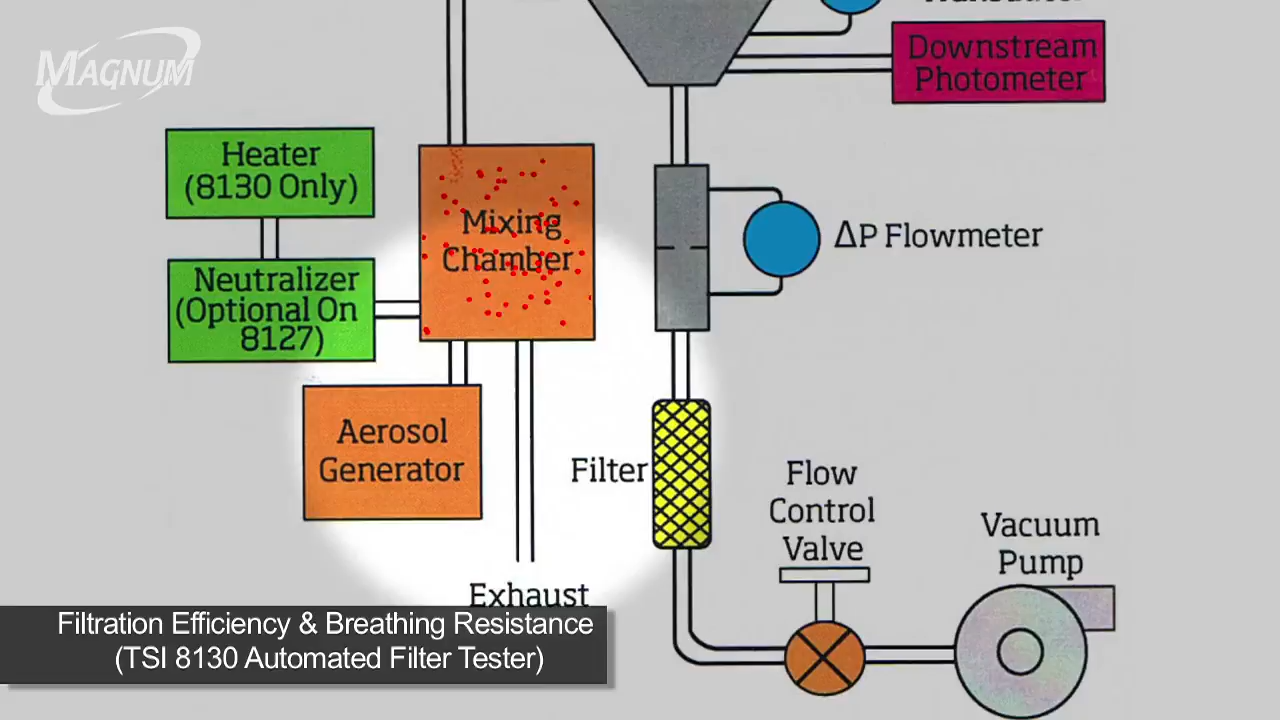 MAGNUM
Downstream
Photometer
Heater
(8130 Only)
Mixing
Chamber
ΔP Flowmeter
Neutralizer
(Optional On
8127)
Aerosol
Generator
Filter
Flow
Control
Valve
Vacuum
Pump
Exhaust
Filtration Efficiency & Breathing Resistance
(TSI 8130 Automated Filter Tester)